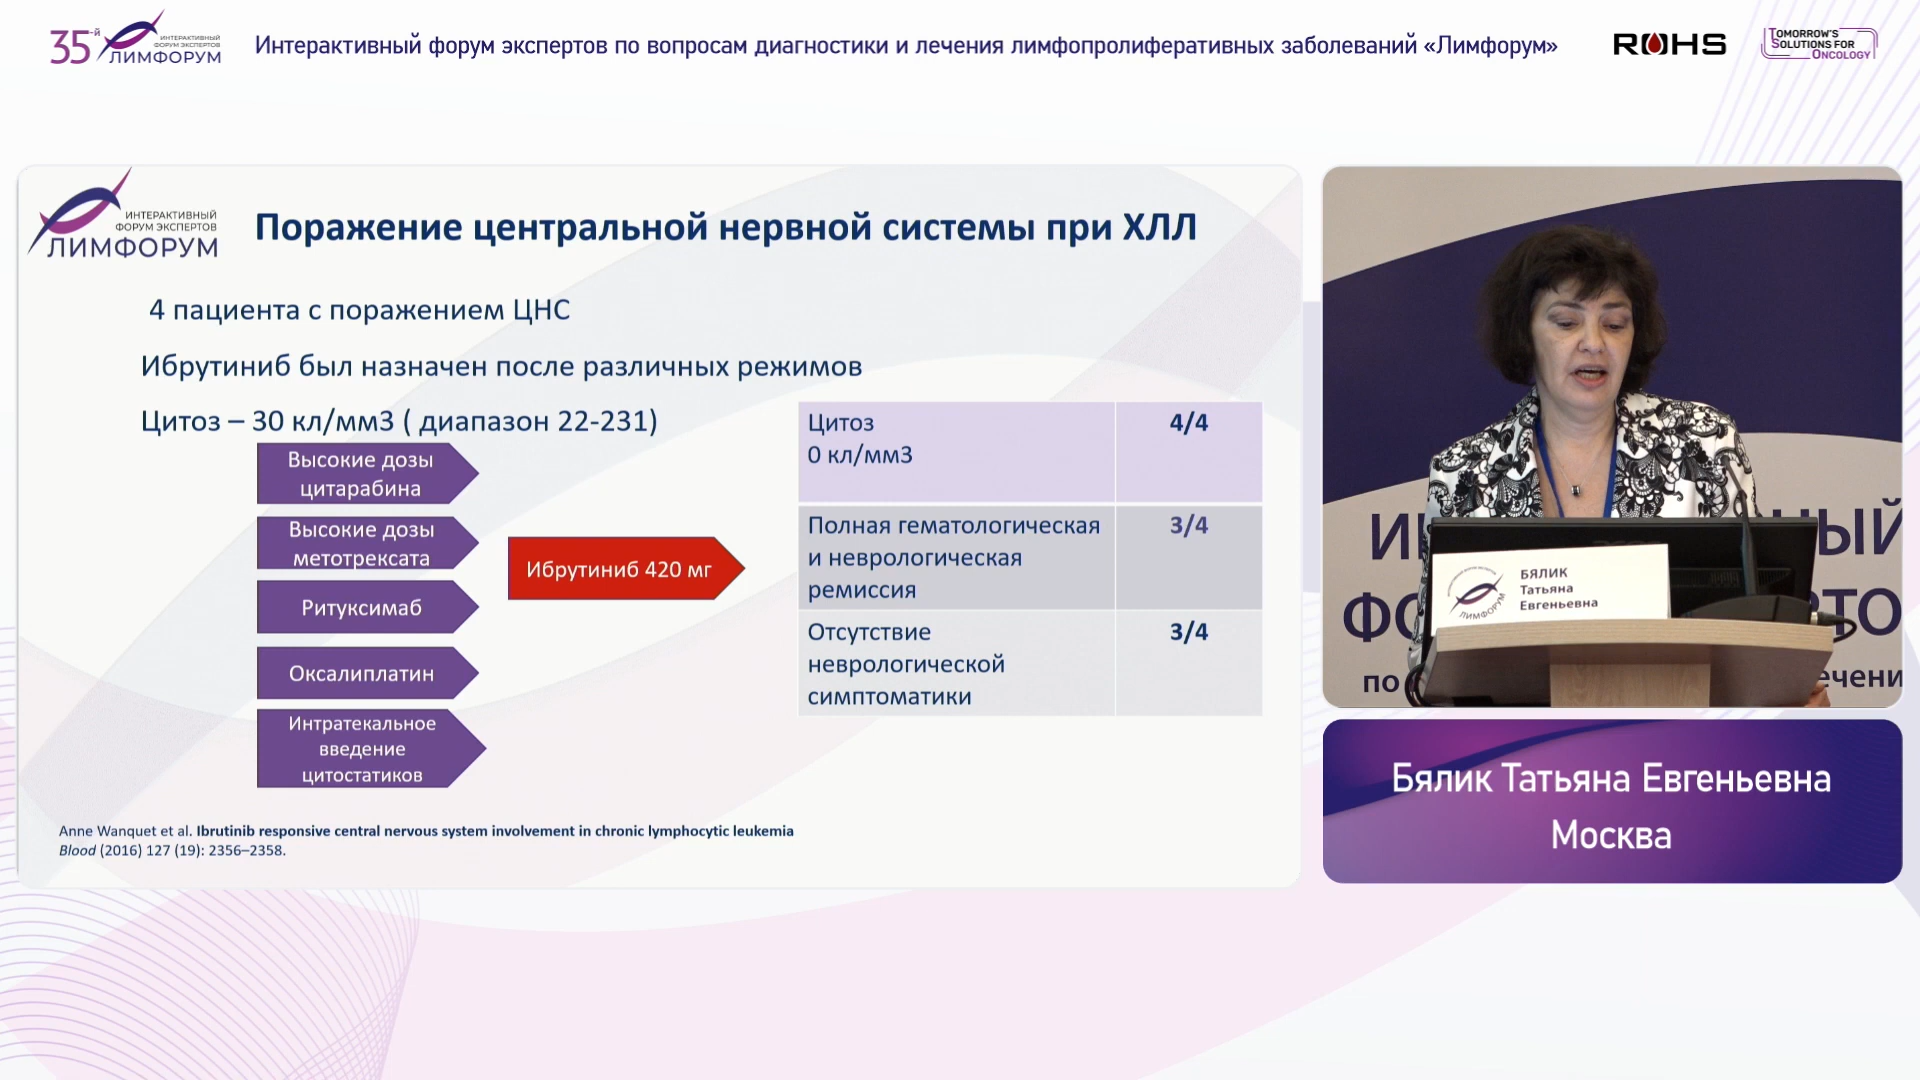 35-й
ИНТЕРАКТИВНЫЙ
ФОРУМ ЭКСПЕРТОВ
ЛИМФОРУМ
Интерактивный форум экспертов по вопросам диагностики и лечения лимфопролиферативных заболеваний «Лимфорум»
ROHS
TOMORROW'S
SOLUTIONS FOR
ONCOLOGY
ИНТЕРАКТИВНЫЙ
ФОРУМ ЭКСПЕРТОВ
ЛИМФОРУМ
Поражение центральной нервной системы при ХЛЛ
4 пациента с поражением ЦНС
Ибрутиниб был назначен после различных режимов
Цитоз – 30 кл/мм3 ( диапазон 22-231)
Высокие дозы
цитарабина
Высокие дозы
метотрексата
Ритуксимаб
Оксалиплатин
Интратекальное
введение
цитостатиков
Ибрутиниб 420 мг
Цитоз
0 кл/мм3
4/4
Полная гематологическая
и неврологическая
ремиссия
3/4
Отсутствие
неврологической
симптоматики
3/4
Anne Wanquet et al. Ibrutinib responsive central nervous system involvement in chronic lymphocytic leukemia
Blood (2016) 127 (19): 2356–2358.
БЯЛИК
Татьяна
Евгеньевна
ЛИМФОРУМ
по
Бялик Татьяна Евгеньевна
Москва